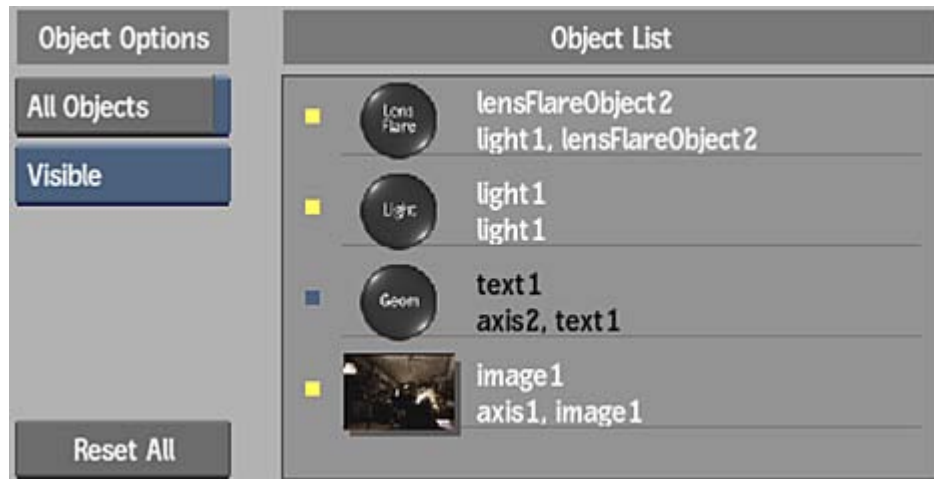 Object Options
All Objects
Visible
Reset All
Object List
Lens
Flare
lensFlareObject2
light1, lensFlareObject2
Light
light1
light1
Geom
text1
axis2, text1
image1
axis1, image1